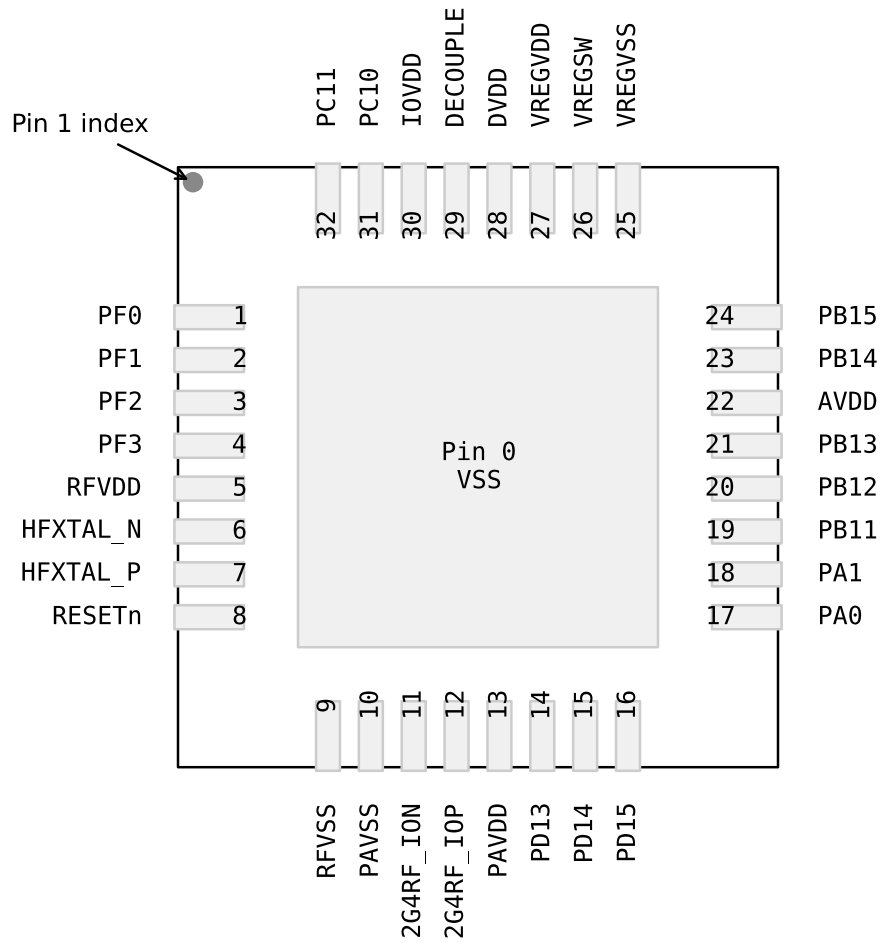 PC11
PC10
IOVDD
DECOUPLE
DVDD
VREGVDD
VREGSW
VREGVSS
Pin 1 index
32
31
30
29
28
27
26
25
PF0 1
PF1 2
PF2 3
PF3 4
RFVDD 5
HFXTAL_N 6
HFXTAL_P 7
RESETn 8
Pin 0
VSS
24 PB15
23 PB14
22 AVDD
21 PB13
20 PB12
19 PB11
18 PA1
17 PA0
9
10
11
12
13
14
15
16
RFVSS
PAVSS
2G4RF_ION
2G4RF_IOP
PAVDD
PD13
PD14
PD15